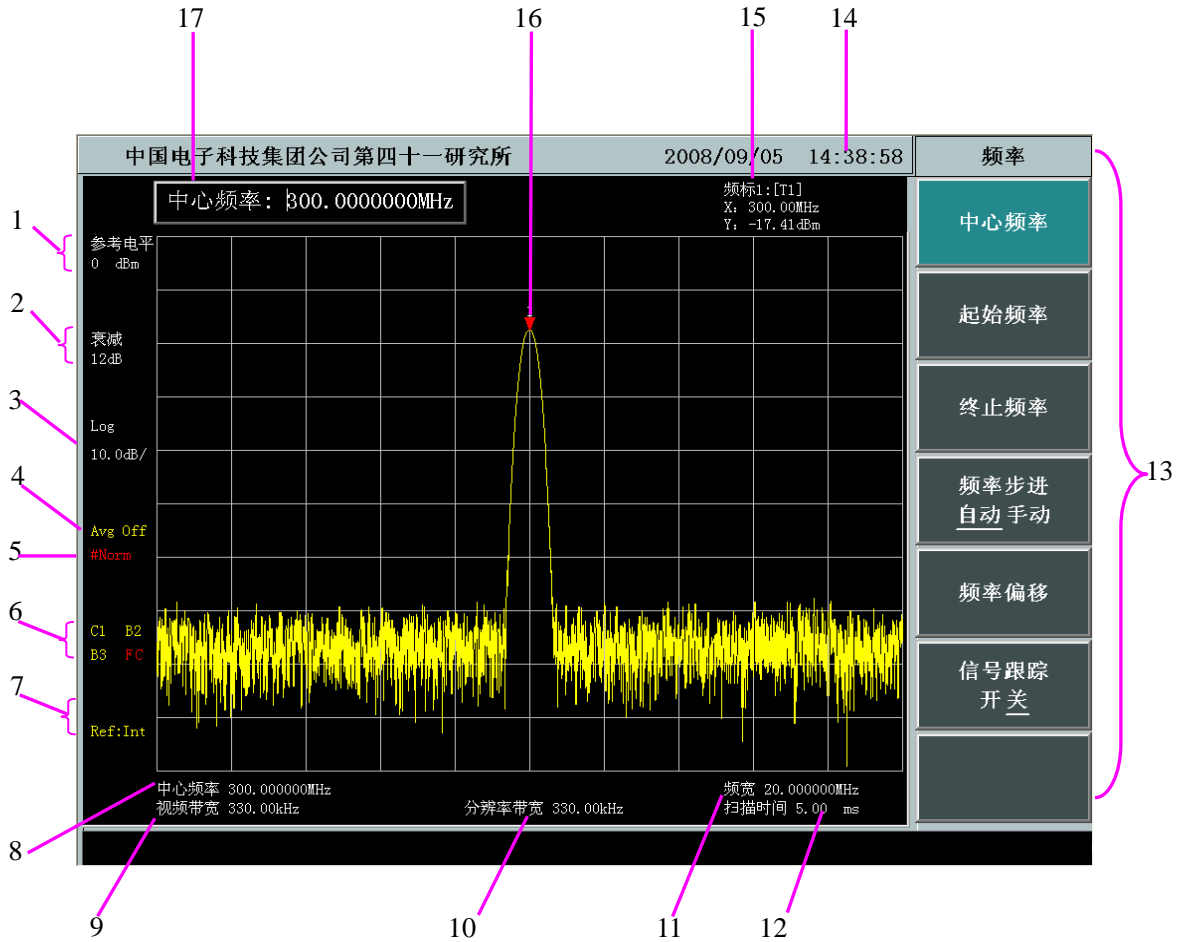 17
16
15
14
中国电子科技集团公司第四十一研究所
2008/09/05 14:38:58
频率
中心频率: 300.0000000MHz
频标1:[T1]
X: 300.00MHz
Y: -17.41dBm
1
参考电平
0 dBm
2
衰减
12dB
3
Log
10.0dB/
4
Avg Off
5
#Norm
6
C1 B2
B3 FC
7
Ref:Int
1
中心频率 300.000000MHz
频宽 20.000000MHz
视频带宽 330.00kHz
分辨率带宽 330.00kHz
扫描时间 5.00 ms
中心频率
起始频率
终止频率
频率步进
自动 手动
频率偏移
信号跟踪
开 关
13
8
9
10
11
12